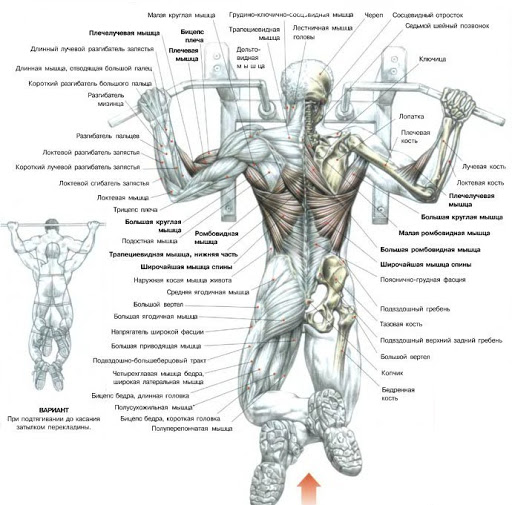 Малая круглая мышца
Грудино-ключично-сосцевидная мышца
Череп
Сосцевидный отросток
Плечелучевая мышца
Бицепс
плеча
Трапециевидная
мышца
Лестничная мышца
головы
Седьмой шейный позвонок
Длинный лучевой разгибатель запястья
Плечевая
мышца
Дельто-
видная
мышца
Ключица
Длинная мышца, отводящая большой палец
Короткий разгибатель большого пальца
Разгибатель
мизинца
Лопатка
Разгибатель пальцев
Плечевая
кость
Локтевой разгибатель запястья
Короткий лучевой разгибатель запястья
Лучевая кость
Локтевой сгибатель запястья
Локтевая кость
Локтевая мышца
Плечелучевая
мышца
Трицепс плеча
Большая круглая
мышца
Большая круглая мышца
Ромбовидная
мышца
Малая ромбовидная мышца
Подостная мышца
Трапециевидная мышца, нижняя часть
Большая ромбовидная мышца
Широчайшая мышца спины
Широчайшая мышца спины
Наружная косая мышца живота
Пояснично-грудная фасция
Средняя ягодичная мышца
Большой вертел
Подвздошный гребень
Большая ягодичная мышца
Тазовая кость
Напрягатель широкой фасции
Подвздошный верхний задний гребень
Большая приводящая мышца
Большой вертел
Подвздошно-большеберцовый тракт
Копчик
Четырехглавая мышца бедра,
широкая латеральная мышца
Бедренная
кость
Бицепс бедра, длинная головка
Полусухожильная мышца
Бицепс бедра, короткая головка
Полуперепончатая мышца
ВАРИАНТ
При подтягивании до касания
затылком перекладины.